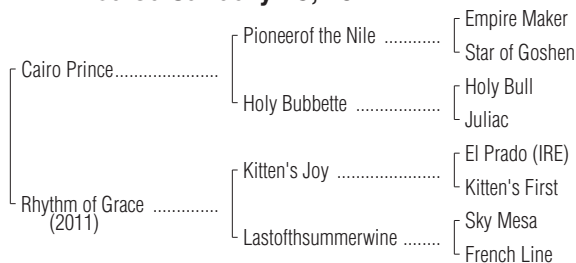 Cairo Prince......................
Rhythm of Grace ..............
(2011)
Pioneerof the Nile ............
Holy Bubbette ..................
Kitten's Joy ......................
Lastofthsummerwine ........
Empire Maker
Star of Goshen
Holy Bull
Juliac
El Prado (IRE)
Kitten's First
Sky Mesa
French Line